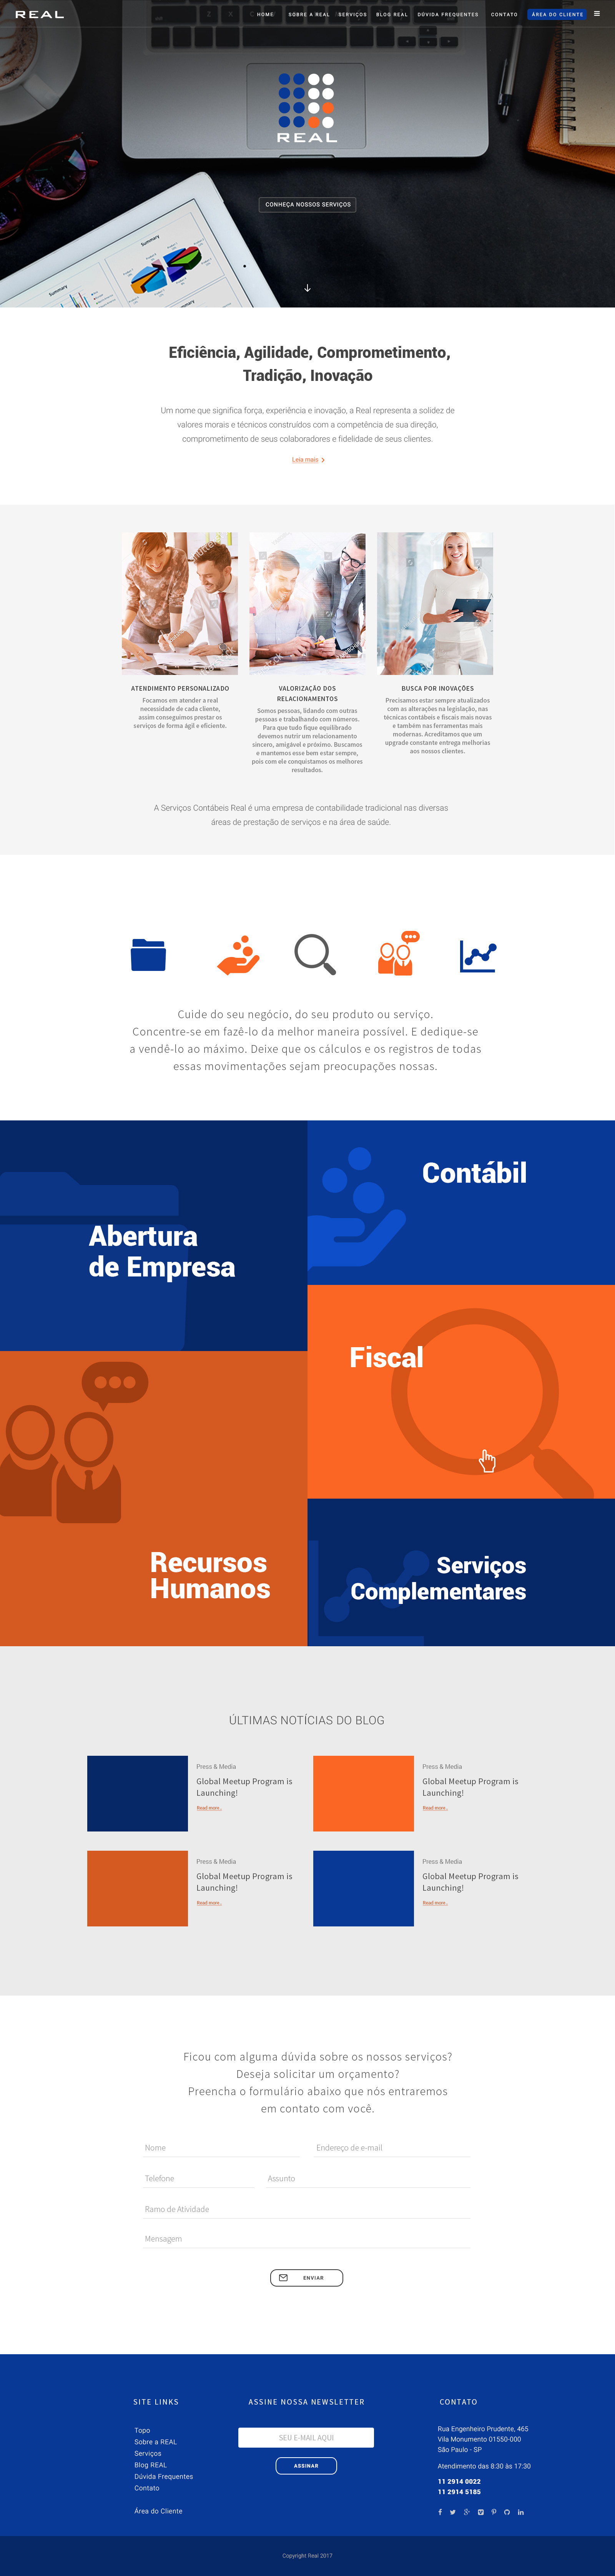 REAL
HOME
SOBRE A REAL
SERVIÇOS
BLOG REAL
DÚVIDA FREQUENTES
CONTATO
ÁREA DO CLIENTE
REAL
CONHEÇA NOSSOS SERVIÇOS
Summary
Summary
Eficiência, Agilidade, Comprometimento,
Tradição, Inovação
Um nome que significa força, experiência e inovação, a Real representa a solidez de
valores morais e técnicos construídos com a competência de sua direção,
comprometimento de seus colaboradores e fidelidade de seus clientes.
Leia mais
ATENDIMENTO PERSONALIZADO
Focamos em atender a real
necessidade de cada cliente,
assim conseguimos prestar os
serviços de forma ágil e eficiente.
VALORIZAÇÃO DOS
RELACIONAMENTOS
Somos pessoas, lidando com outras
pessoas e trabalhando com números.
Para que tudo fique equilibrado
devemos nutrir um relacionamento
sincero, amigável e próximo. Buscamos
e mantemos esse bem estar sempre,
pois com ele conquistamos os melhores
resultados.
BUSCA POR INOVAÇÕES
Precisamos estar sempre atualizados
com as alterações na legislação, nas
técnicas contábeis e fiscais mais novas
e também nas ferramentas mais
modernas. Acreditamos que um
upgrade constante entrega melhorias
aos nossos clientes.
A Serviços Contábeis Real é uma empresa de contabilidade tradicional nas diversas
áreas de prestação de serviços e na área de saúde.
Cuide do seu negócio, do seu produto ou serviço.
Concentre-se em fazê-lo da melhor maneira possível. E dedique-se
a vendê-lo ao máximo. Deixe que os cálculos e os registros de todas
essas movimentações sejam preocupações nossas.
Abertura
de Empresa
Contábil
Fiscal
Recursos
Humanos
Serviços
Complementares
ÚLTIMAS NOTÍCIAS DO BLOG
Press & Media
Global Meetup Program is
Launching!
Read more..
Press & Media
Global Meetup Program is
Launching!
Read more..
Press & Media
Global Meetup Program is
Launching!
Read more..
Press & Media
Global Meetup Program is
Launching!
Read more..
Ficou com alguma dúvida sobre os nossos serviços?
Deseja solicitar um orçamento?
Preencha o formulário abaixo que nós entraremos
em contato com você.
Nome
Endereço de e-mail
Telefone
Assunto
Ramo de Atividade
Mensagem
ENVIAR
SITE LINKS
Topo
Sobre a REAL
Serviços
Blog REAL
Dúvida Frequentes
Contato
Área do Cliente
ASSINE NOSSA NEWSLETTER
SEU E-MAIL AQUI
ASSINAR
CONTATO
Rua Engenheiro Prudente, 465
Vila Monumento 01550-000
São Paulo - SP
Atendimento das 8:30 às 17:30
11 2914 0022
11 2914 5185
Copyright Real 2017